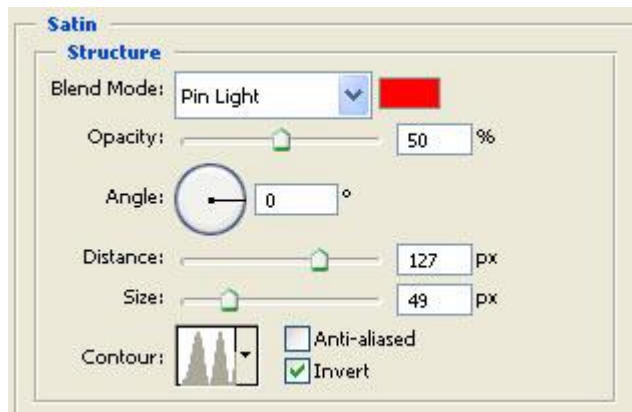 Satin
Structure
Blend Mode: Pin Light
Opacity: 50 %
Angle: 0 °
Distance: 127 px
Size: 49 px
Contour: Anti-aliased
Invert